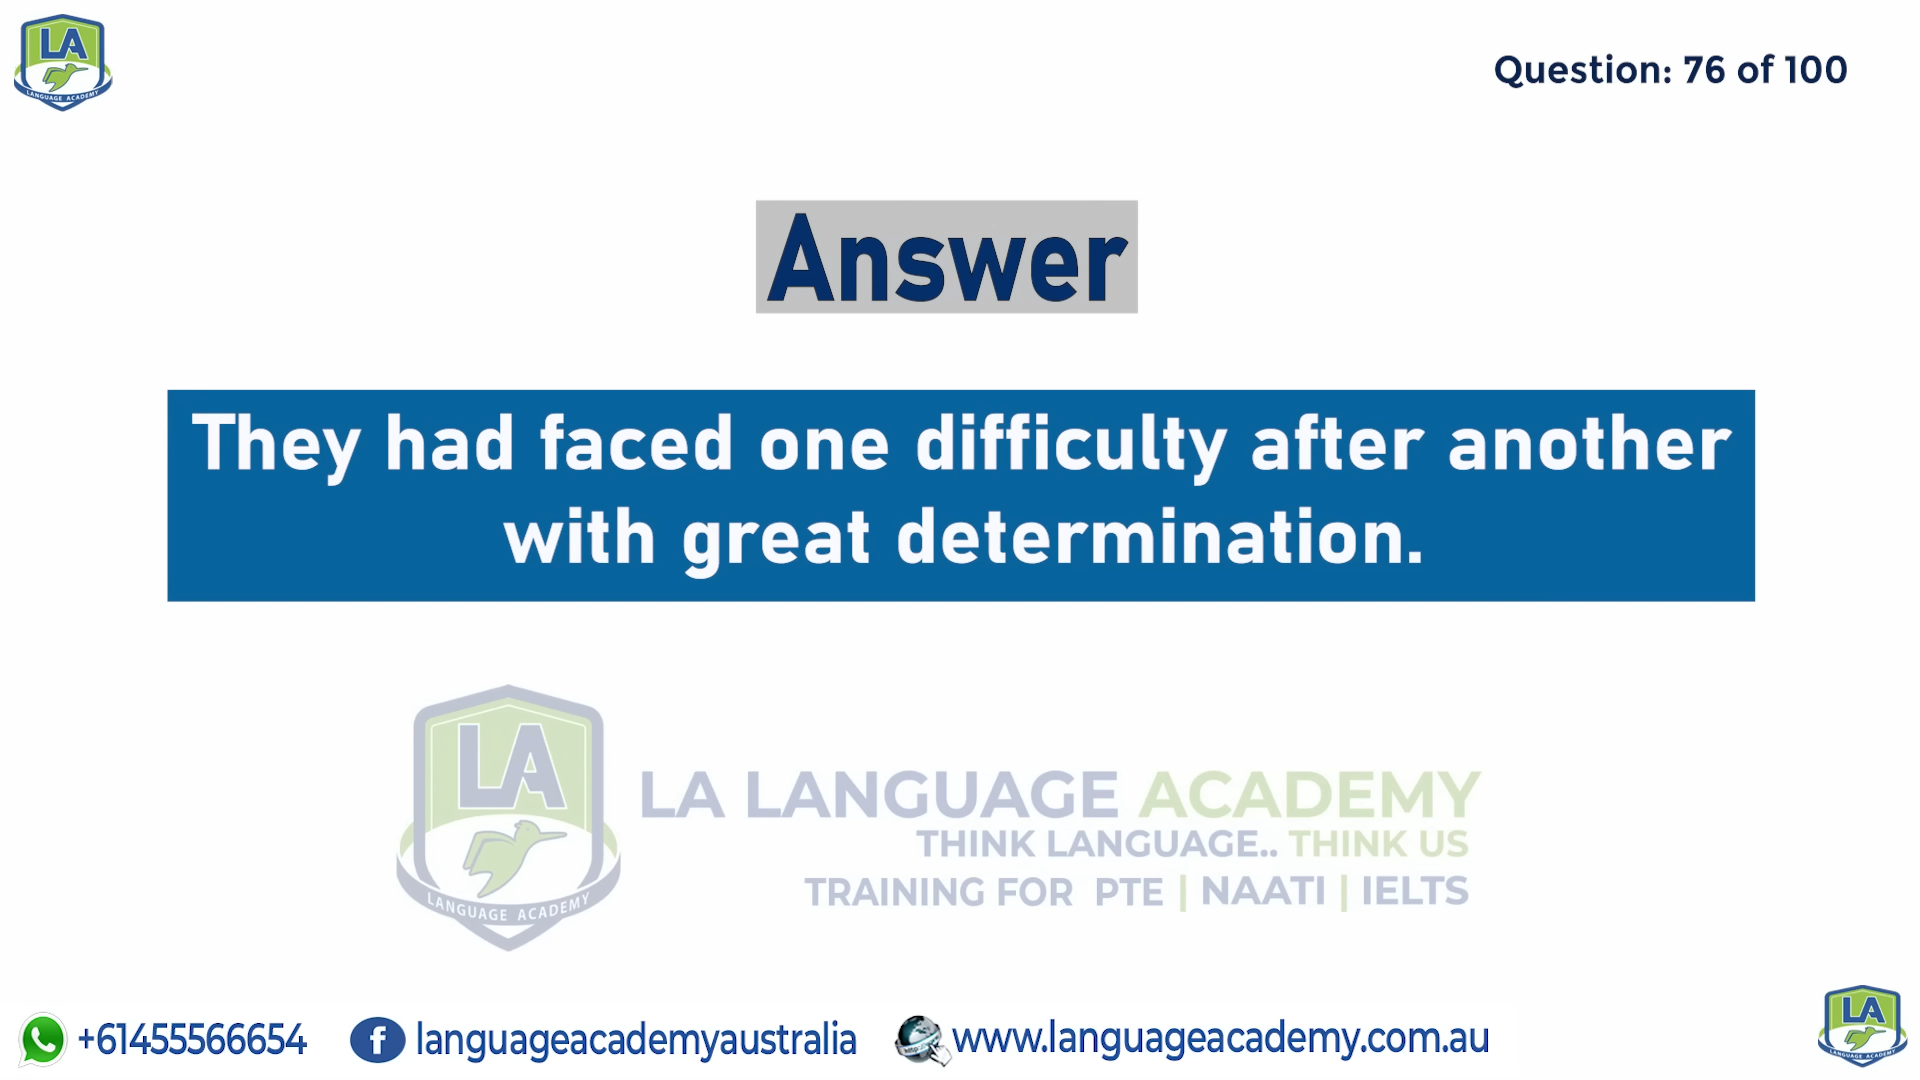 LA
LANGUAGE ACADEMY
Question: 76 of 100
Answer
They had faced one difficulty after another
with great determination.
LA
LANGUAGE ACADEMY
LA LANGUAGE ACADEMY
THINK LANGUAGE.. THINK US
TRAINING FOR PTE | NAATI | IELTS
+61455566654
languageacademyaustralia
www.languageacademy.com.au
LA
LANGUAGE ACADEMY